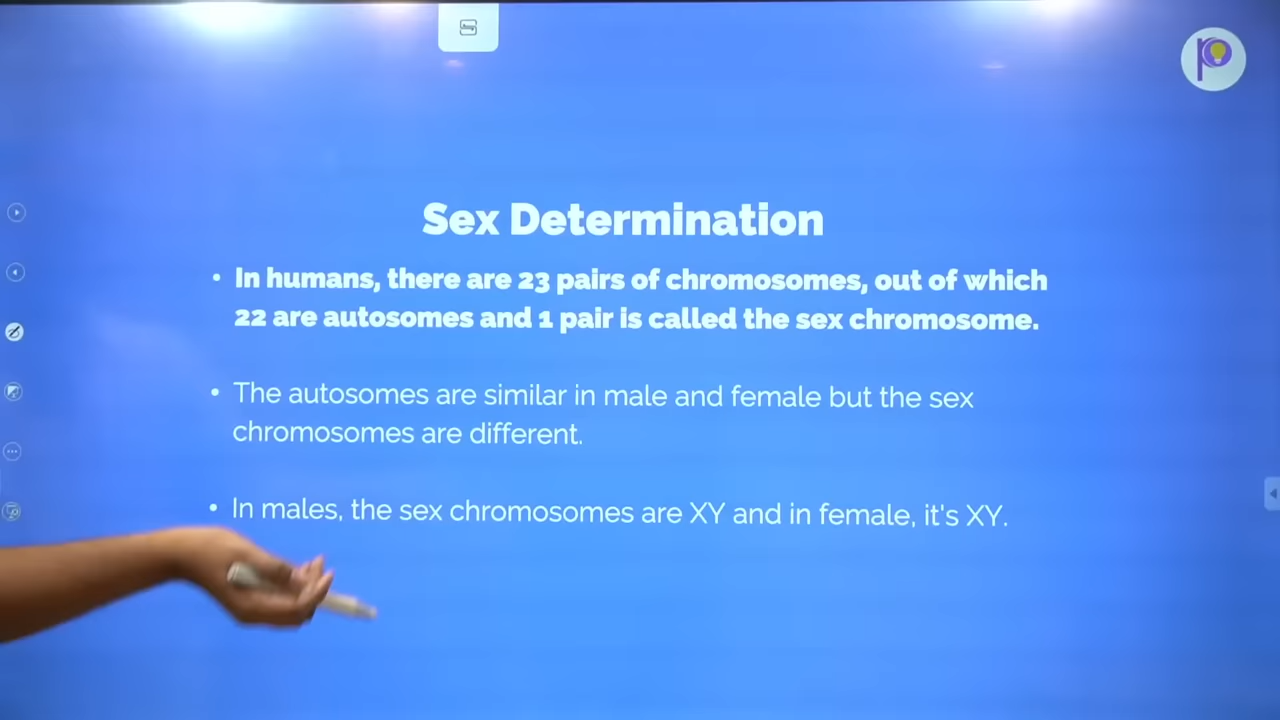 Sex Determination
• In humans, there are 23 pairs of chromosomes, out of which
22 are autosomes and 1 pair is called the sex chromosome.
• The autosomes are similar in male and female but the sex
chromosomes are different.
• In males, the sex chromosomes are XY and in female, it's XY.